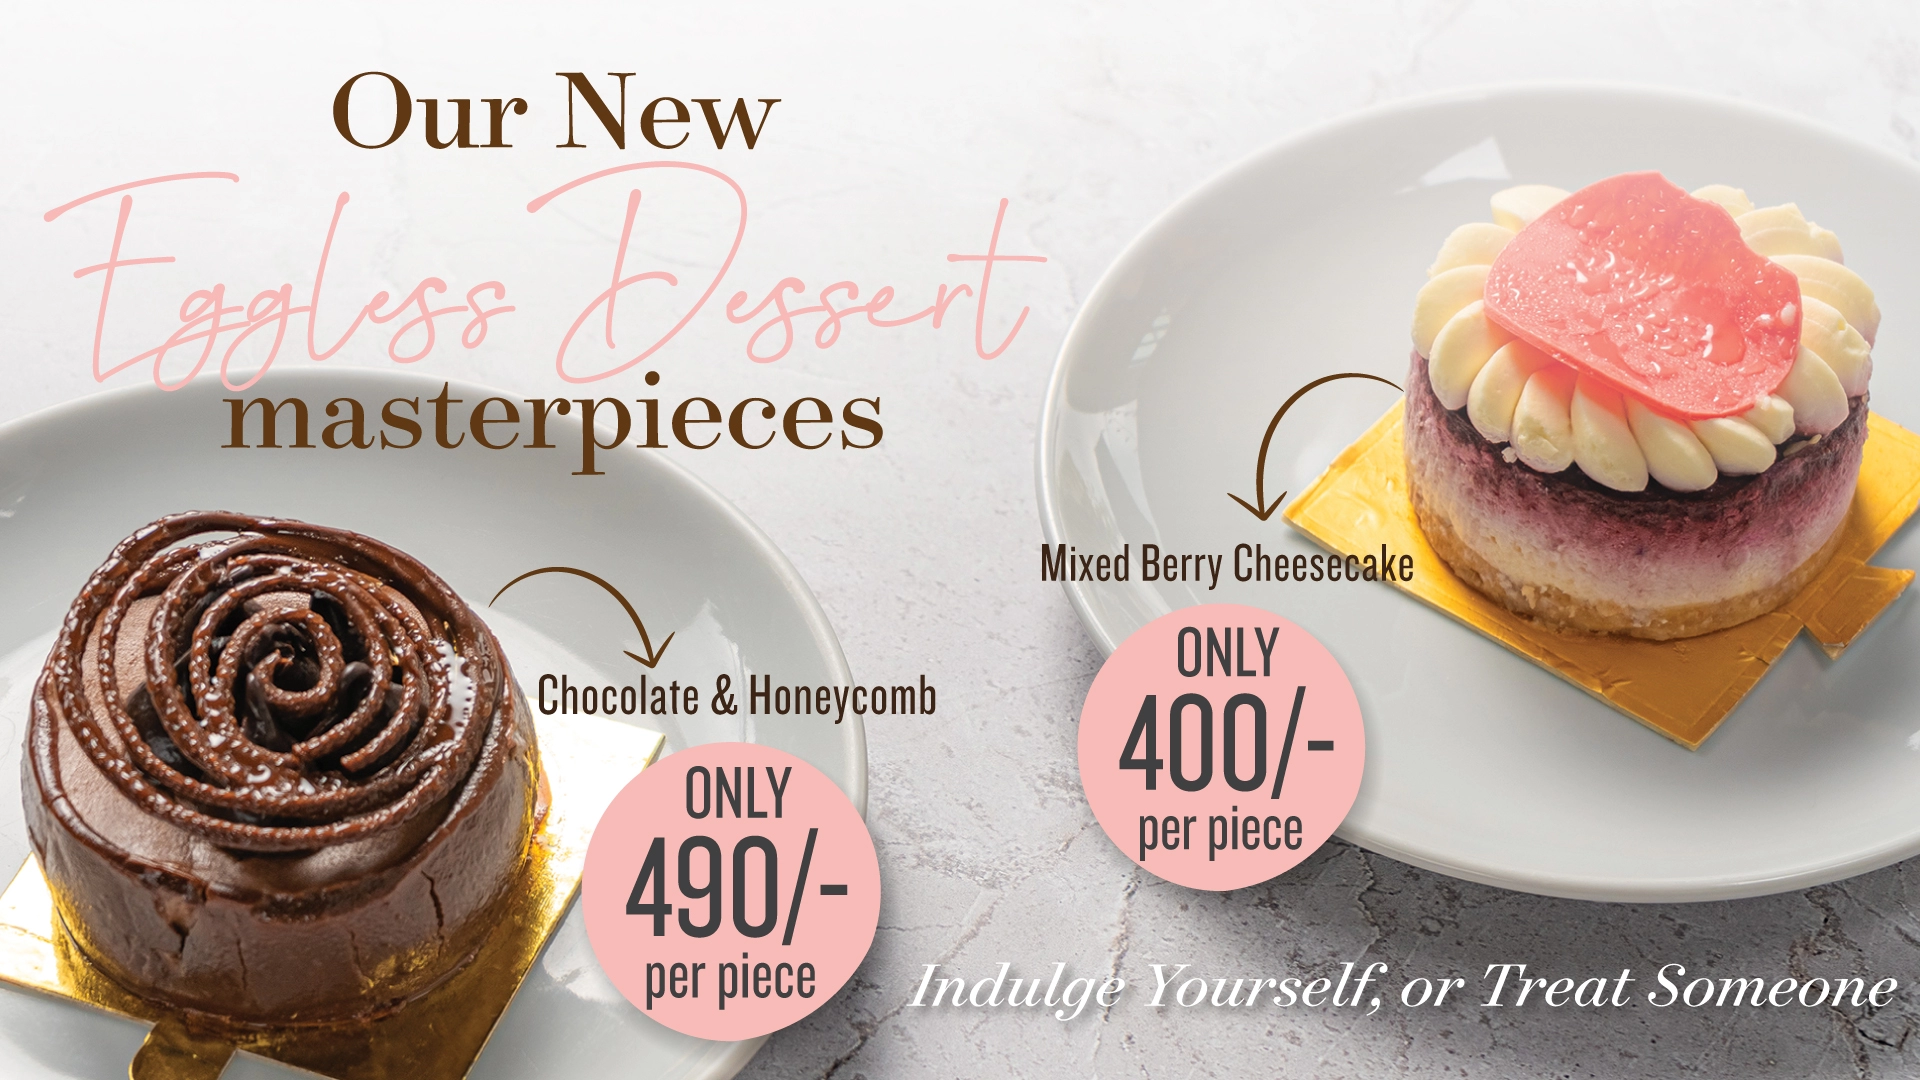 Our New
Eggless Dessert
masterpieces
Mixed Berry Cheesecake
ONLY
400/-
per piece
Chocolate & Honeycomb
ONLY
490/-
per piece
Indulge Yourself, or Treat Someone